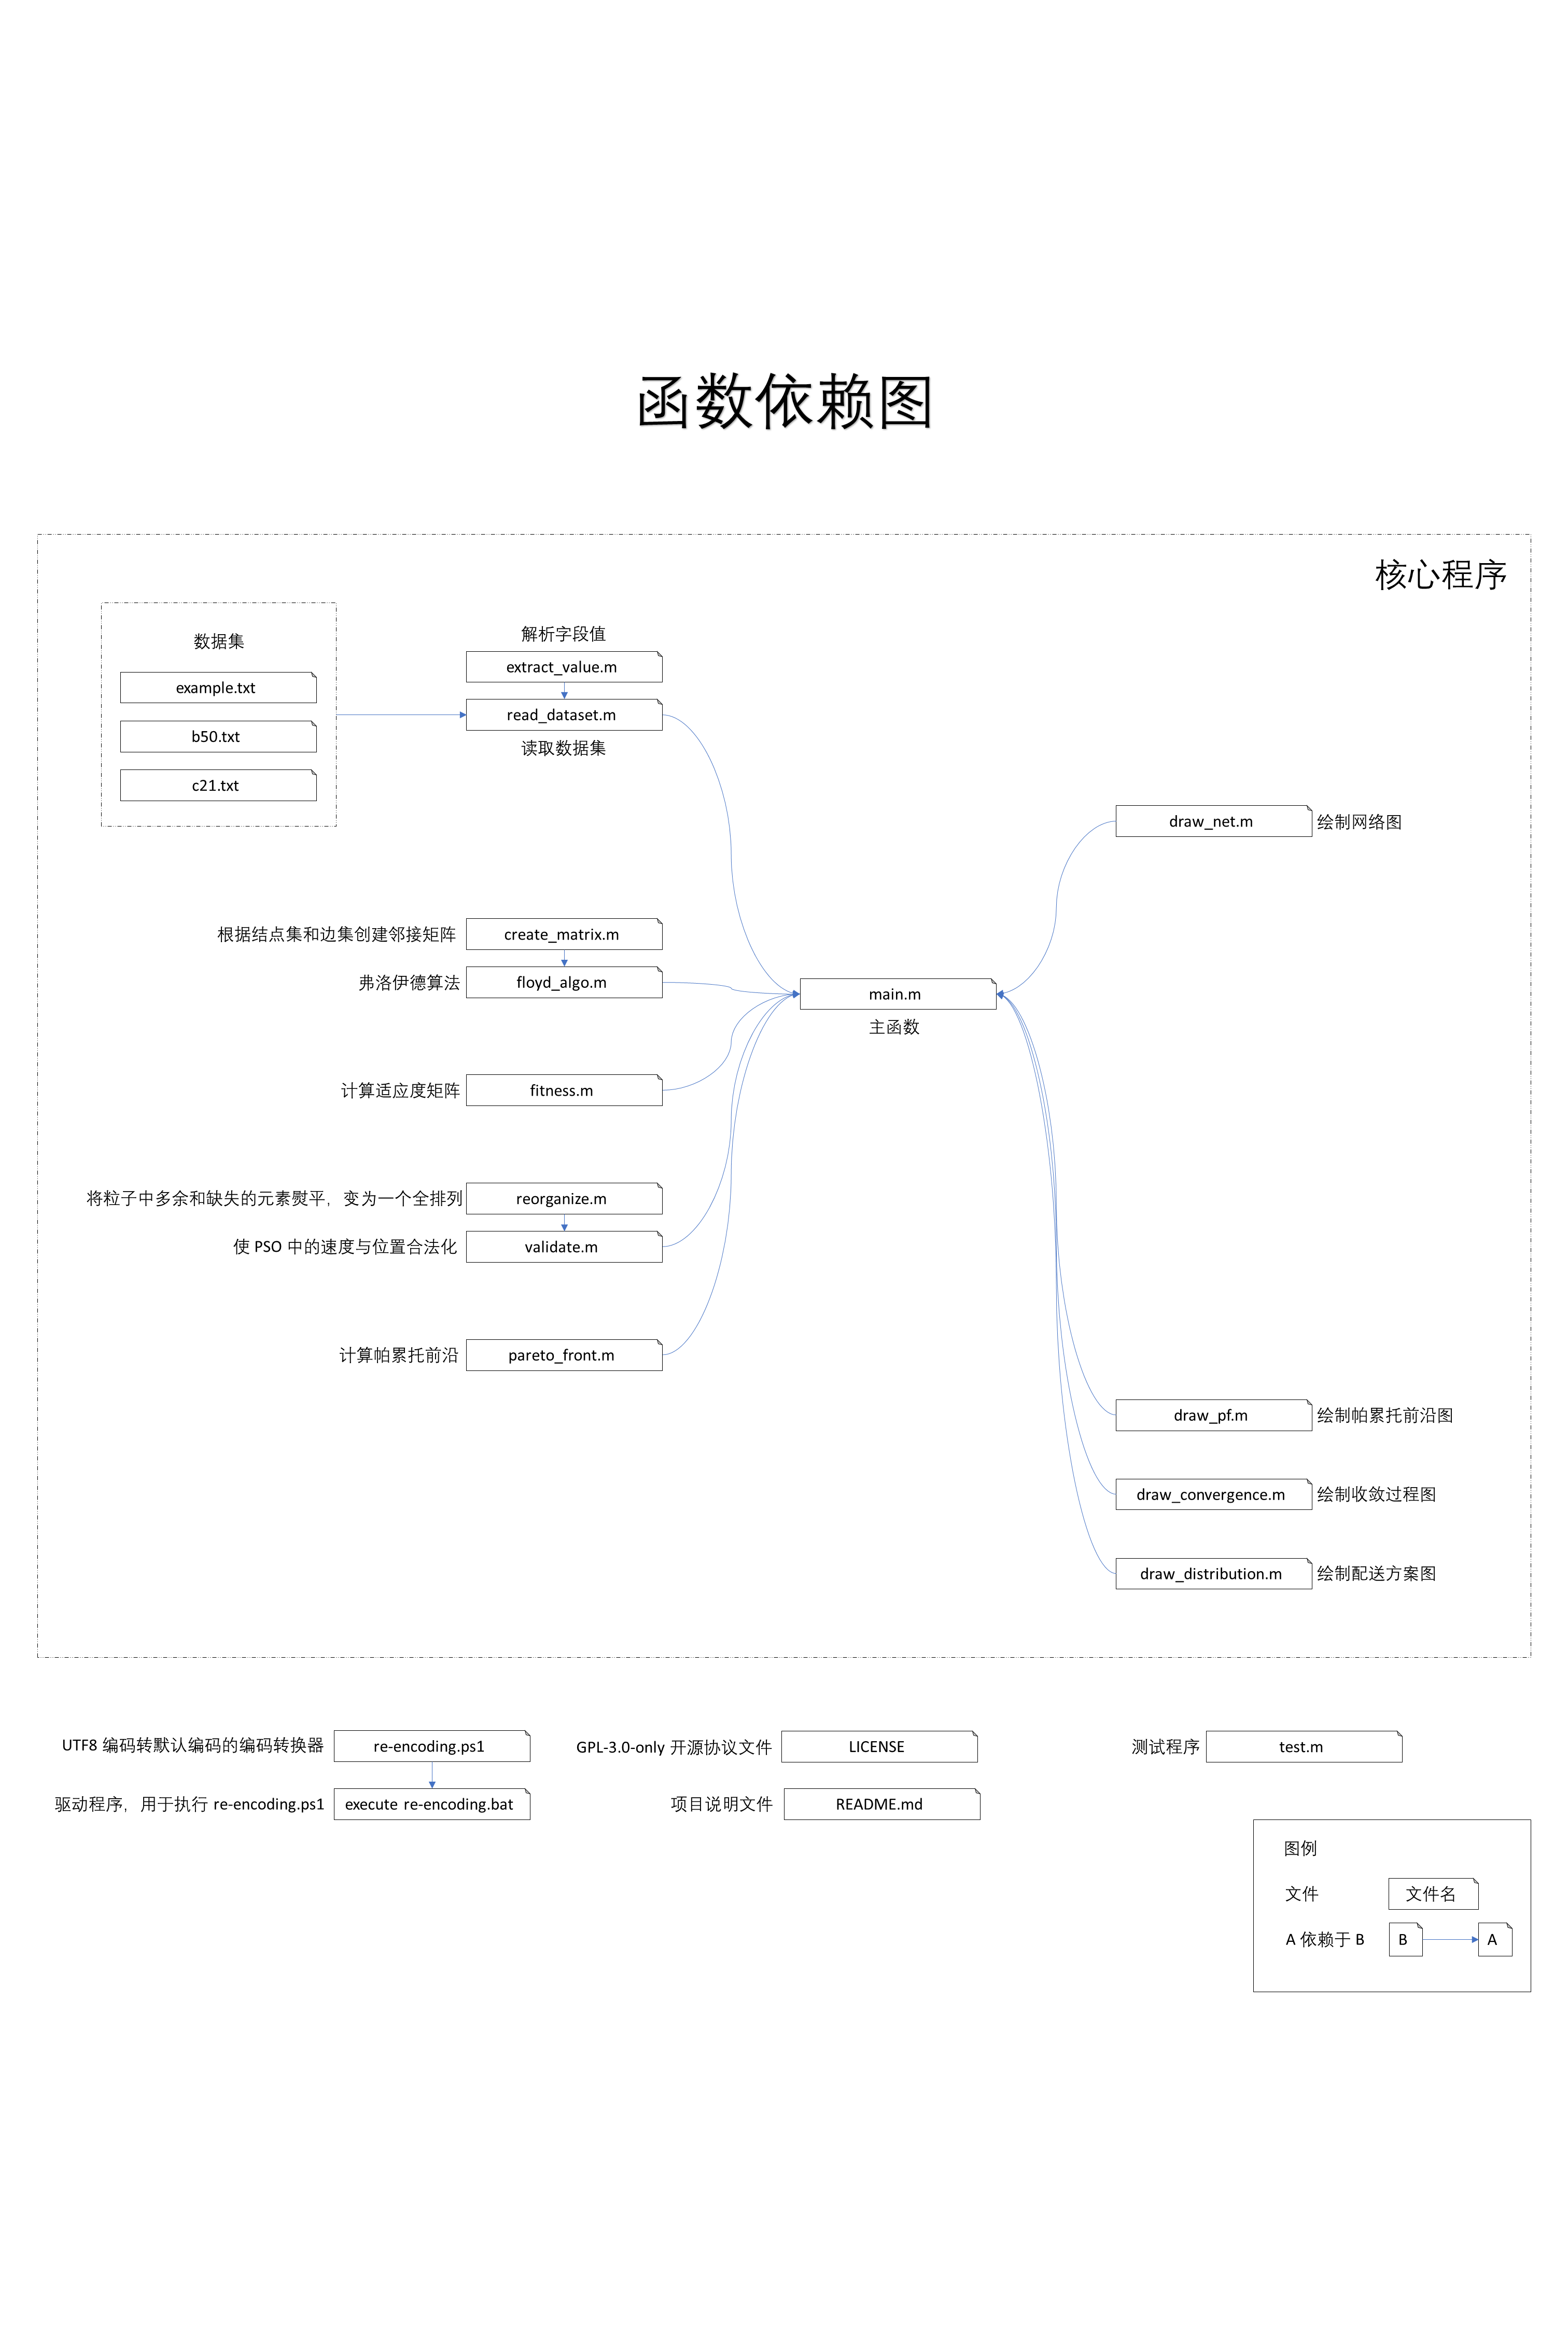 函数依赖图
核心程序
数据集
example.txt
b50.txt
c21.txt
解析字段值
extract_value.m
read_dataset.m
读取数据集
draw_net.m 绘制网络图
根据结点集和边集创建邻接矩阵 create_matrix.m
弗洛伊德算法 floyd_algo.m
main.m
主函数
计算适应度矩阵 fitness.m
将粒子中多余和缺失的元素熨平，变为一个全排列 reorganize.m
使 PSO 中的速度与位置合法化 validate.m
计算帕累托前沿 pareto_front.m
draw_pf.m 绘制帕累托前沿图
draw_convergence.m 绘制收敛过程图
draw_distribution.m 绘制配送方案图
UTF8 编码转默认编码的编码转换器 re-encoding.ps1
驱动程序，用于执行 re-encoding.ps1 execute re-encoding.bat
GPL-3.0-only 开源协议文件 LICENSE
项目说明文件 README.md
测试程序 test.m
图例
文件 文件名
A 依赖于 B B A